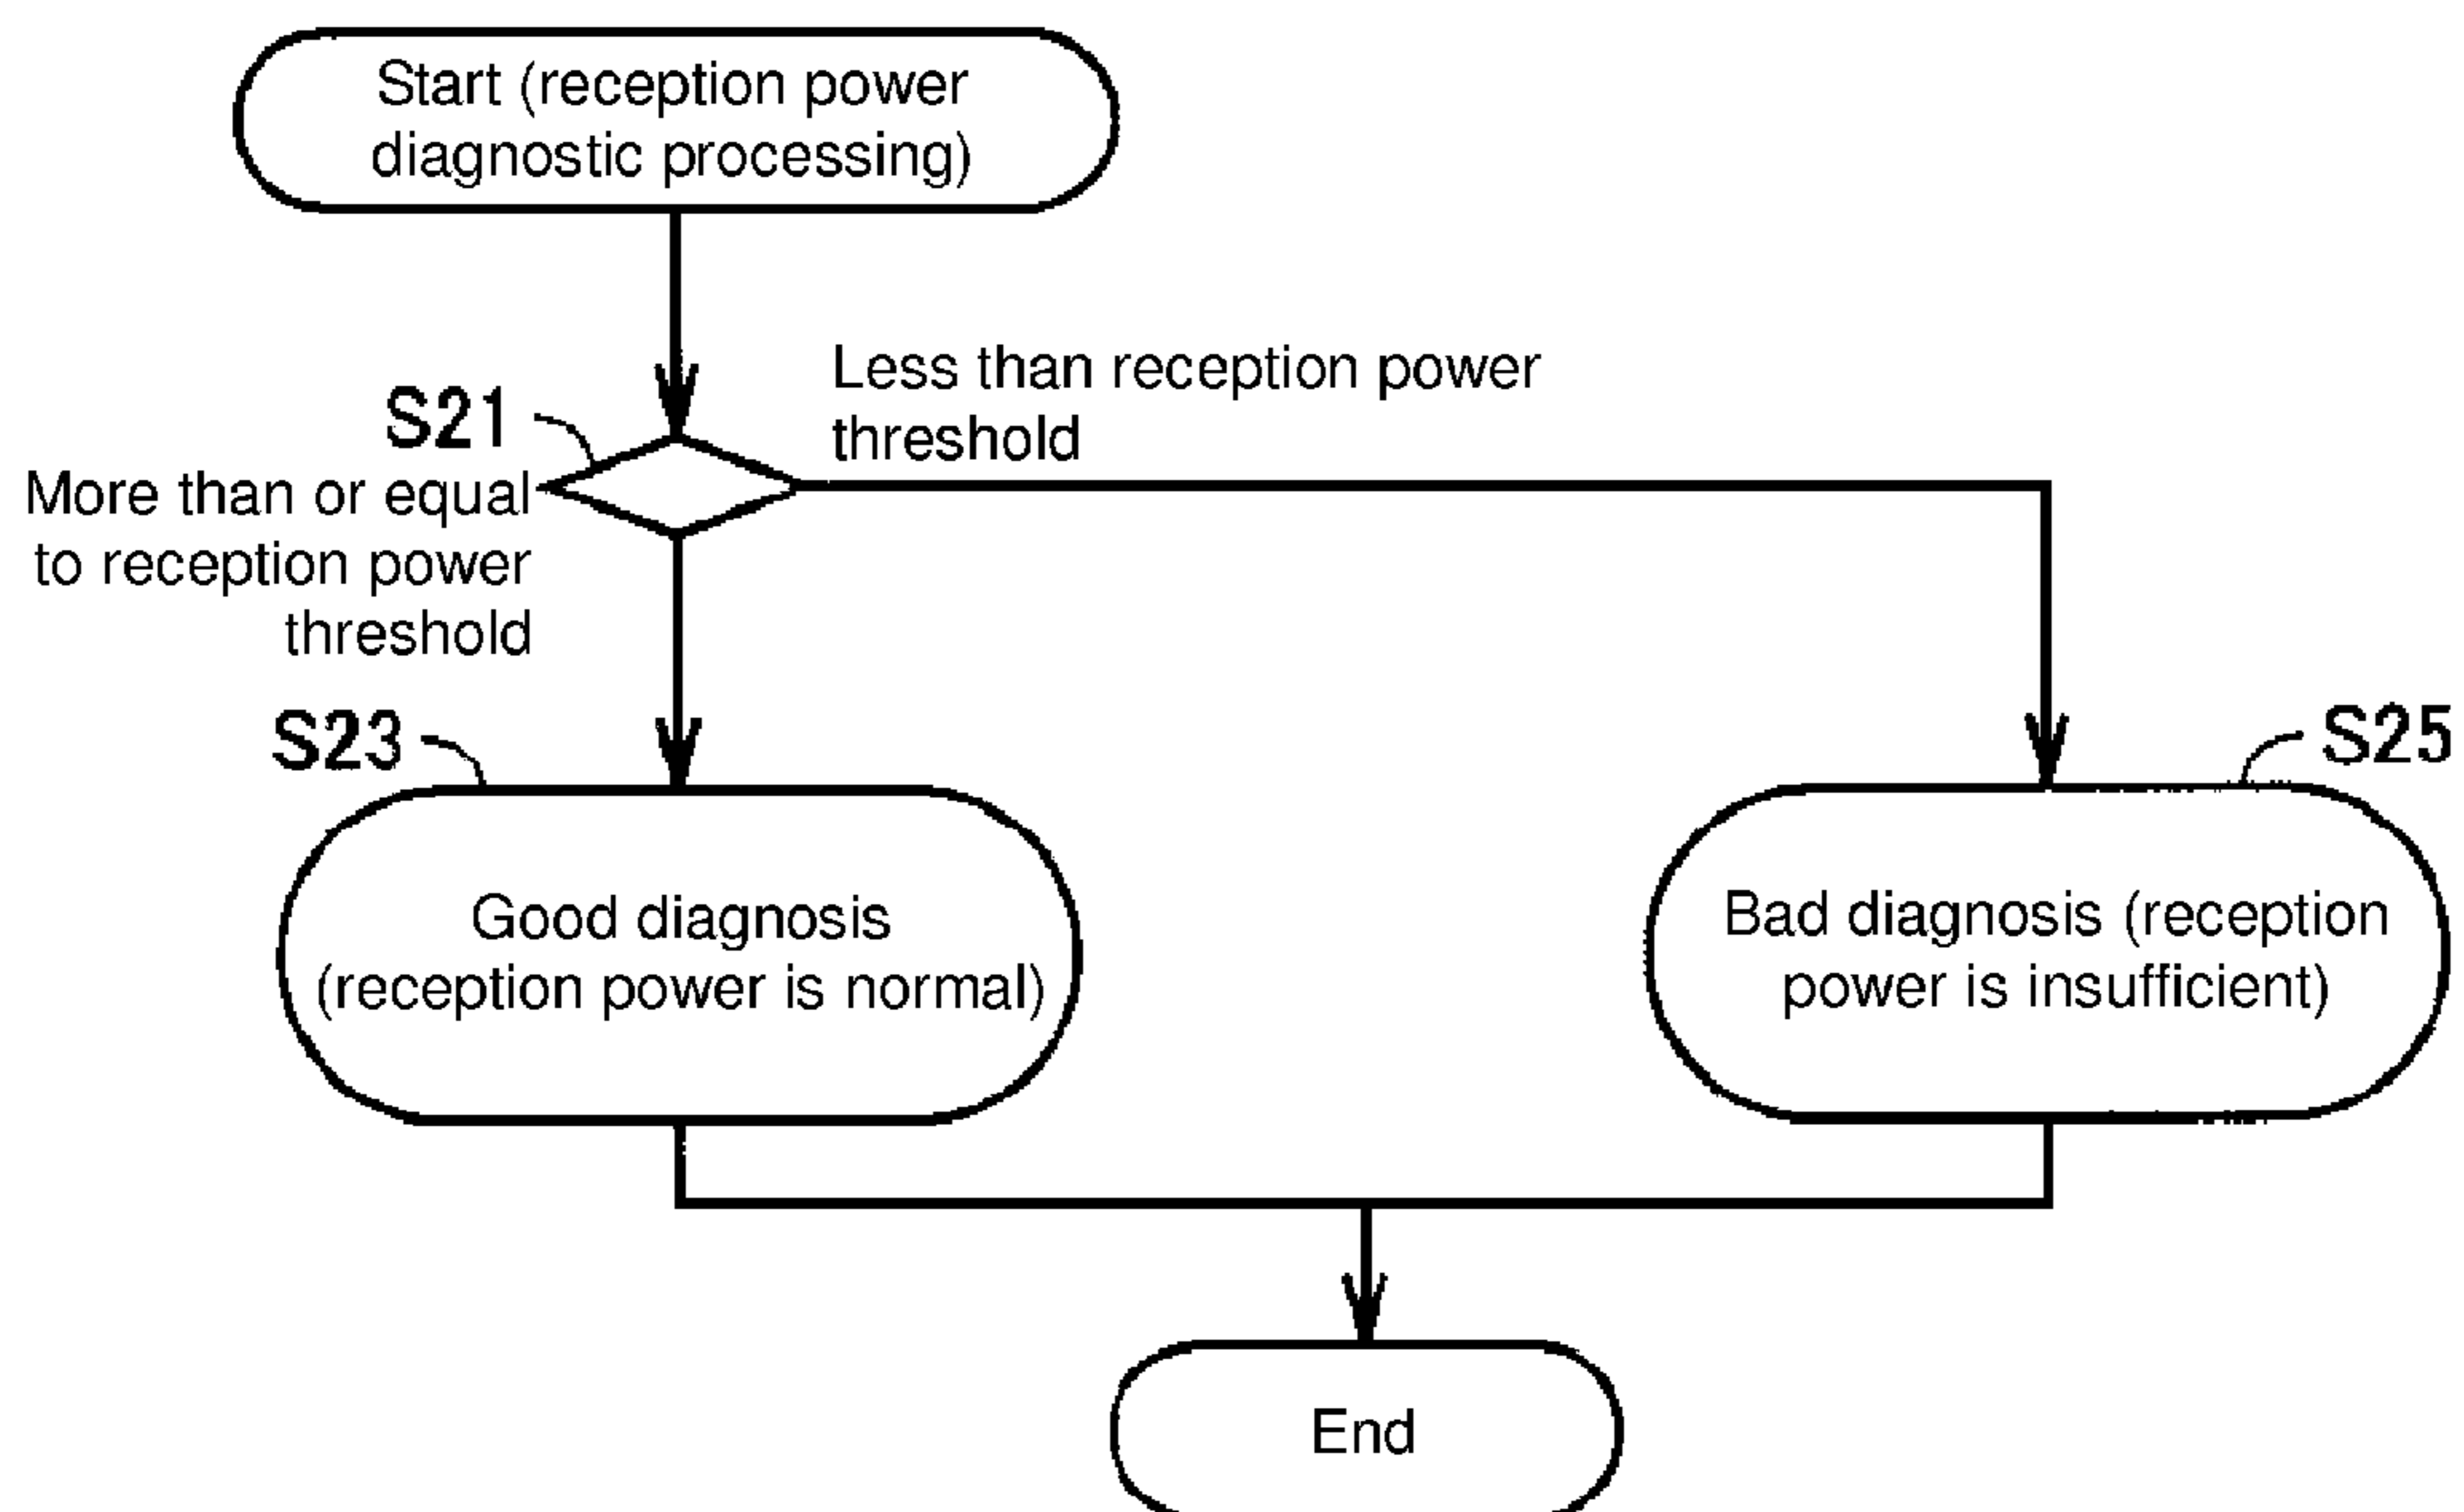 Start (reception power
diagnostic processing)
Less than reception power
threshold
S21
More than or equal
to reception power
threshold
S23
S25
Good diagnosis
(reception power is normal)
Bad diagnosis (reception
power is insufficient)
End